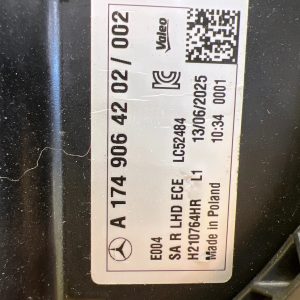 A 174 906 42 02 / 002
Valeo
E004
SA R LHD ECE LC52484
H210764HR L1 13/06/2025
Made in Poland 10:34 0001